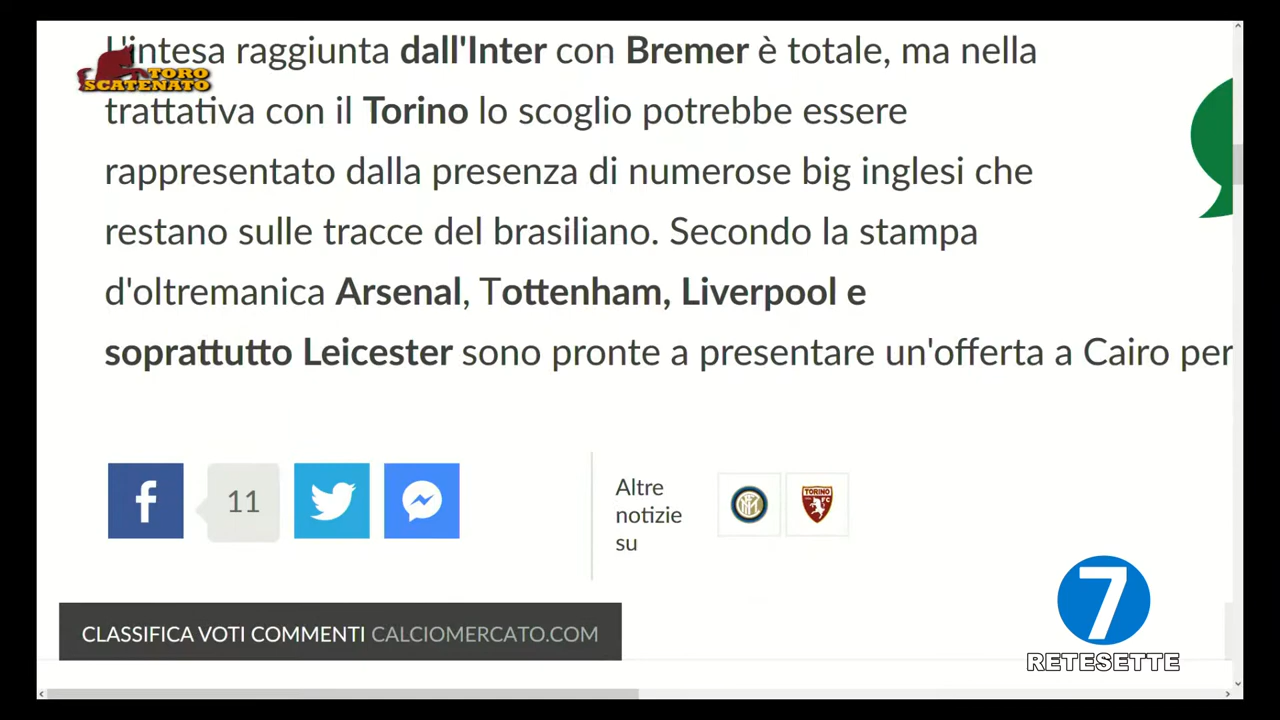 L'intesa raggiunta dall'Inter con Bremer è totale, ma nella
TORO
SCATENATO
trattativa con il Torino lo scoglio potrebbe essere
rappresentato dalla presenza di numerose big inglesi che
restano sulle tracce del brasiliano. Secondo la stampa
d'oltremanica Arsenal, Tottenham, Liverpool e
soprattutto Leicester sono pronte a presentare un'offerta a Cairo per
11
Altre
notizie
su
TORINO
FC
7
CLASSIFICA VOTI COMMENTI CALCIOMERCATO.COM
RETESETTE